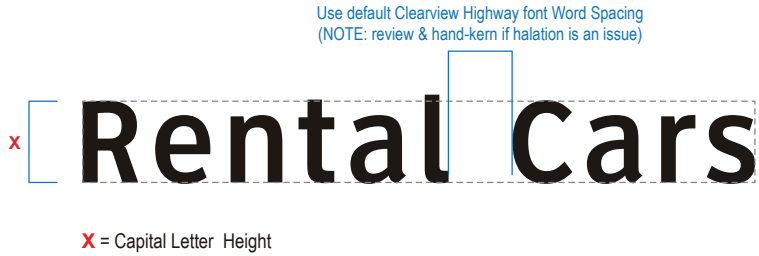 Use default Clearview Highway font Word Spacing
(NOTE: review & hand-kern if halation is an issue)
X
Rental Cars
X = Capital Letter Height